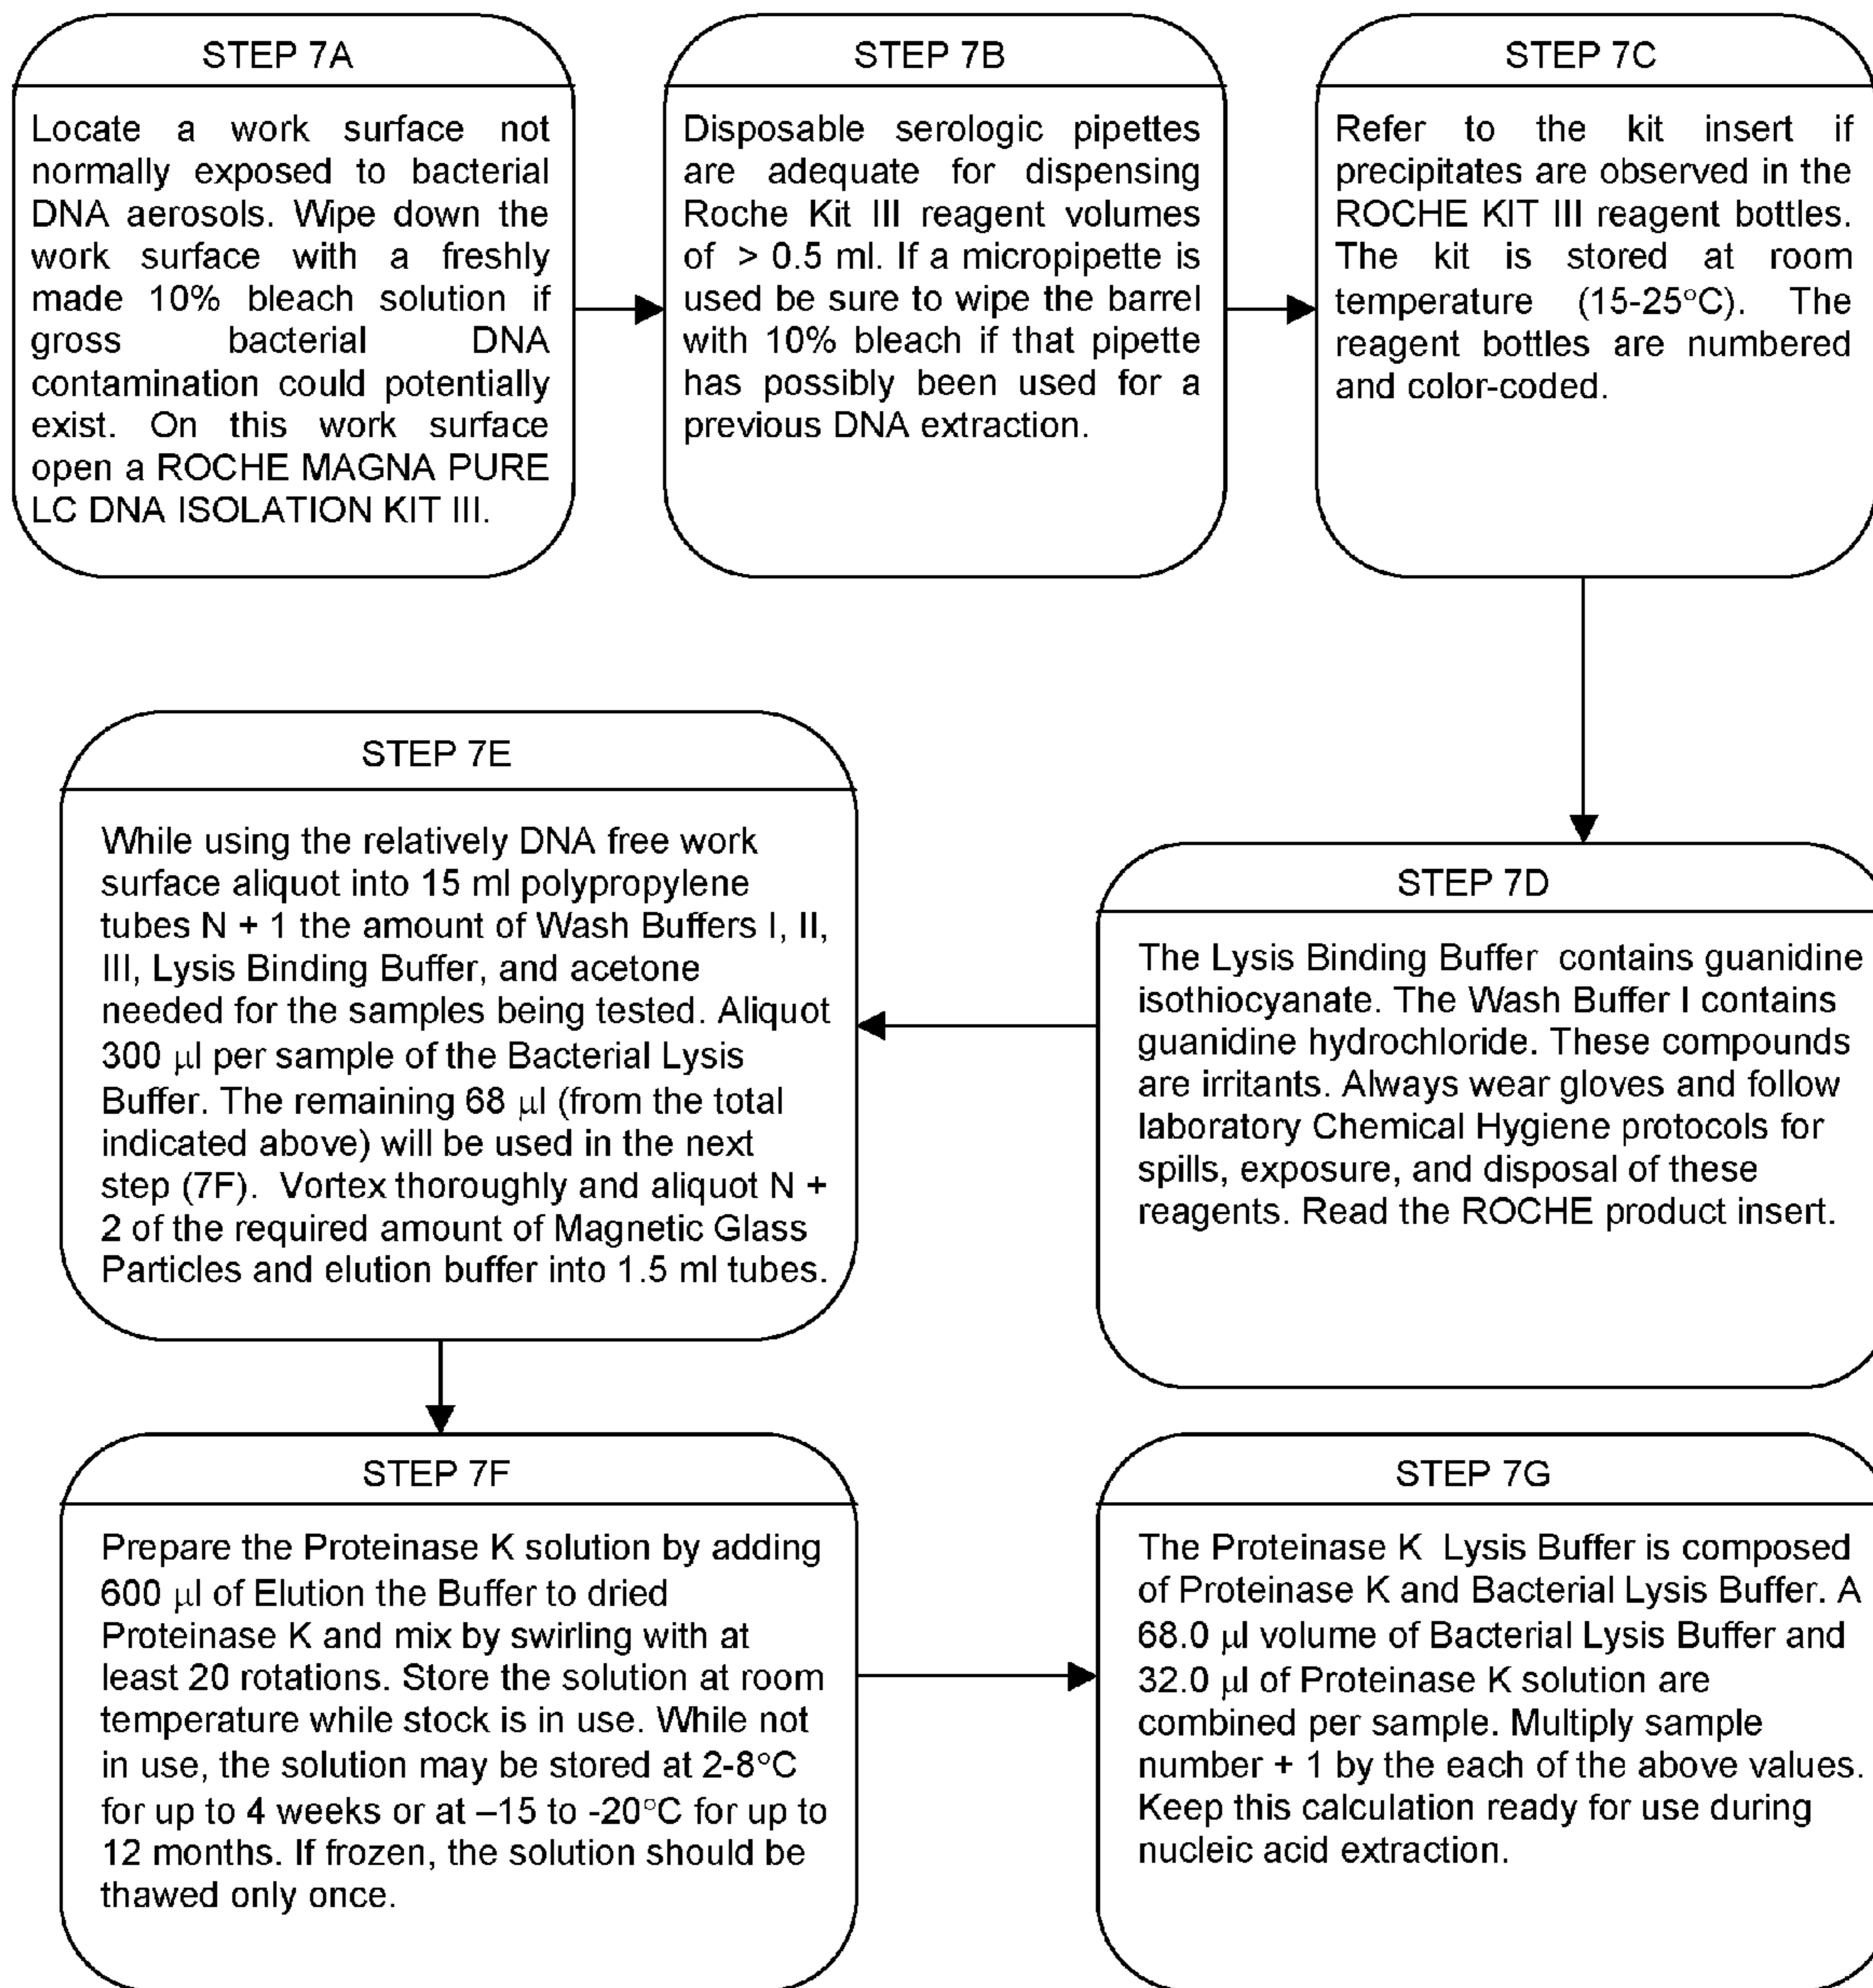 STEP 7A
Locate a work surface not
normally exposed to bacterial
DNA aerosols. Wipe down the
work surface with a freshly
made 10% bleach solution if
gross bacterial DNA
contamination could potentially
exist. On this work surface
open a ROCHE MAGNA PURE
LC DNA ISOLATION KIT III.
STEP 7B
Disposable serologic pipettes
are adequate for dispensing
Roche Kit III reagent volumes
of > 0.5 ml. If a micropipette is
used be sure to wipe the barrel
with 10% bleach if that pipette
has possibly been used for a
previous DNA extraction.
STEP 7C
Refer to the kit insert if
precipitates are observed in the
ROCHE KIT III reagent bottles.
The kit is stored at room
temperature (15-25°C). The
reagent bottles are numbered
and color-coded.
STEP 7D
The Lysis Binding Buffer contains guanidine
isothiocyanate. The Wash Buffer I contains
guanidine hydrochloride. These compounds
are irritants. Always wear gloves and follow
laboratory Chemical Hygiene protocols for
spills, exposure, and disposal of these
reagents. Read the ROCHE product insert.
STEP 7E
While using the relatively DNA free work
surface aliquot into 15 ml polypropylene
tubes N + 1 the amount of Wash Buffers I, II,
III, Lysis Binding Buffer, and acetone
needed for the samples being tested. Aliquot
300 µl per sample of the Bacterial Lysis
Buffer. The remaining 68 µl (from the total
indicated above) will be used in the next
step (7F). Vortex thoroughly and aliquot N +
2 of the required amount of Magnetic Glass
Particles and elution buffer into 1.5 ml tubes.
STEP 7F
Prepare the Proteinase K solution by adding
600 µl of Elution the Buffer to dried
Proteinase K and mix by swirling with at
least 20 rotations. Store the solution at room
temperature while stock is in use. While not
in use, the solution may be stored at 2-8°C
for up to 4 weeks or at –15 to -20°C for up to
12 months. If frozen, the solution should be
thawed only once.
STEP 7G
The Proteinase K Lysis Buffer is composed
of Proteinase K and Bacterial Lysis Buffer. A
68.0 µl volume of Bacterial Lysis Buffer and
32.0 µl of Proteinase K solution are
combined per sample. Multiply sample
number + 1 by the each of the above values.
Keep this calculation ready for use during
nucleic acid extraction.